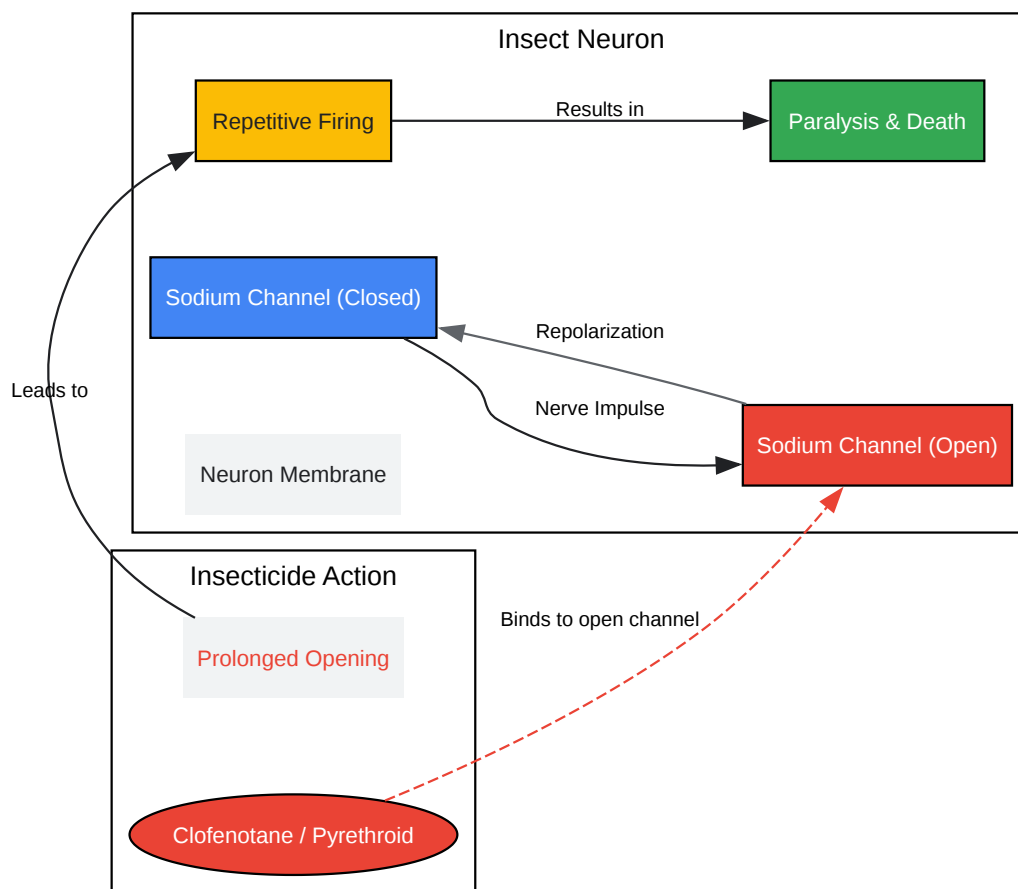 Insect Neuron
Repetitive Firing
Results in
Paralysis & Death
Sodium Channel (Closed)
Repolarization
Leads to
Nerve Impulse
Sodium Channel (Open)
Neuron Membrane
Insecticide Action
Binds to open channel
Prolonged Opening
Clofenotane / Pyrethroid